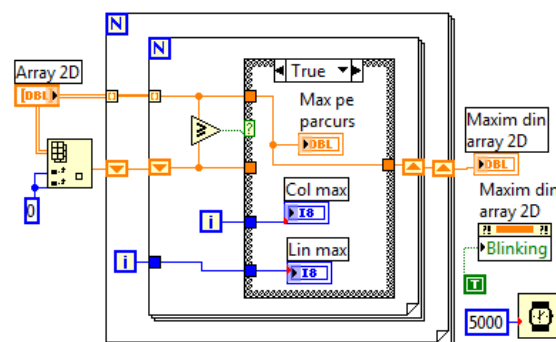 N
N
Array 2D
[DBL]
True
Max pe
parcurs
DBL
?
Maxim din
array 2D
DBL
Col max
I8
i
0
Maxim din
array 2D
?! ?!
Blinking
Lin max
I8
i
T
5000